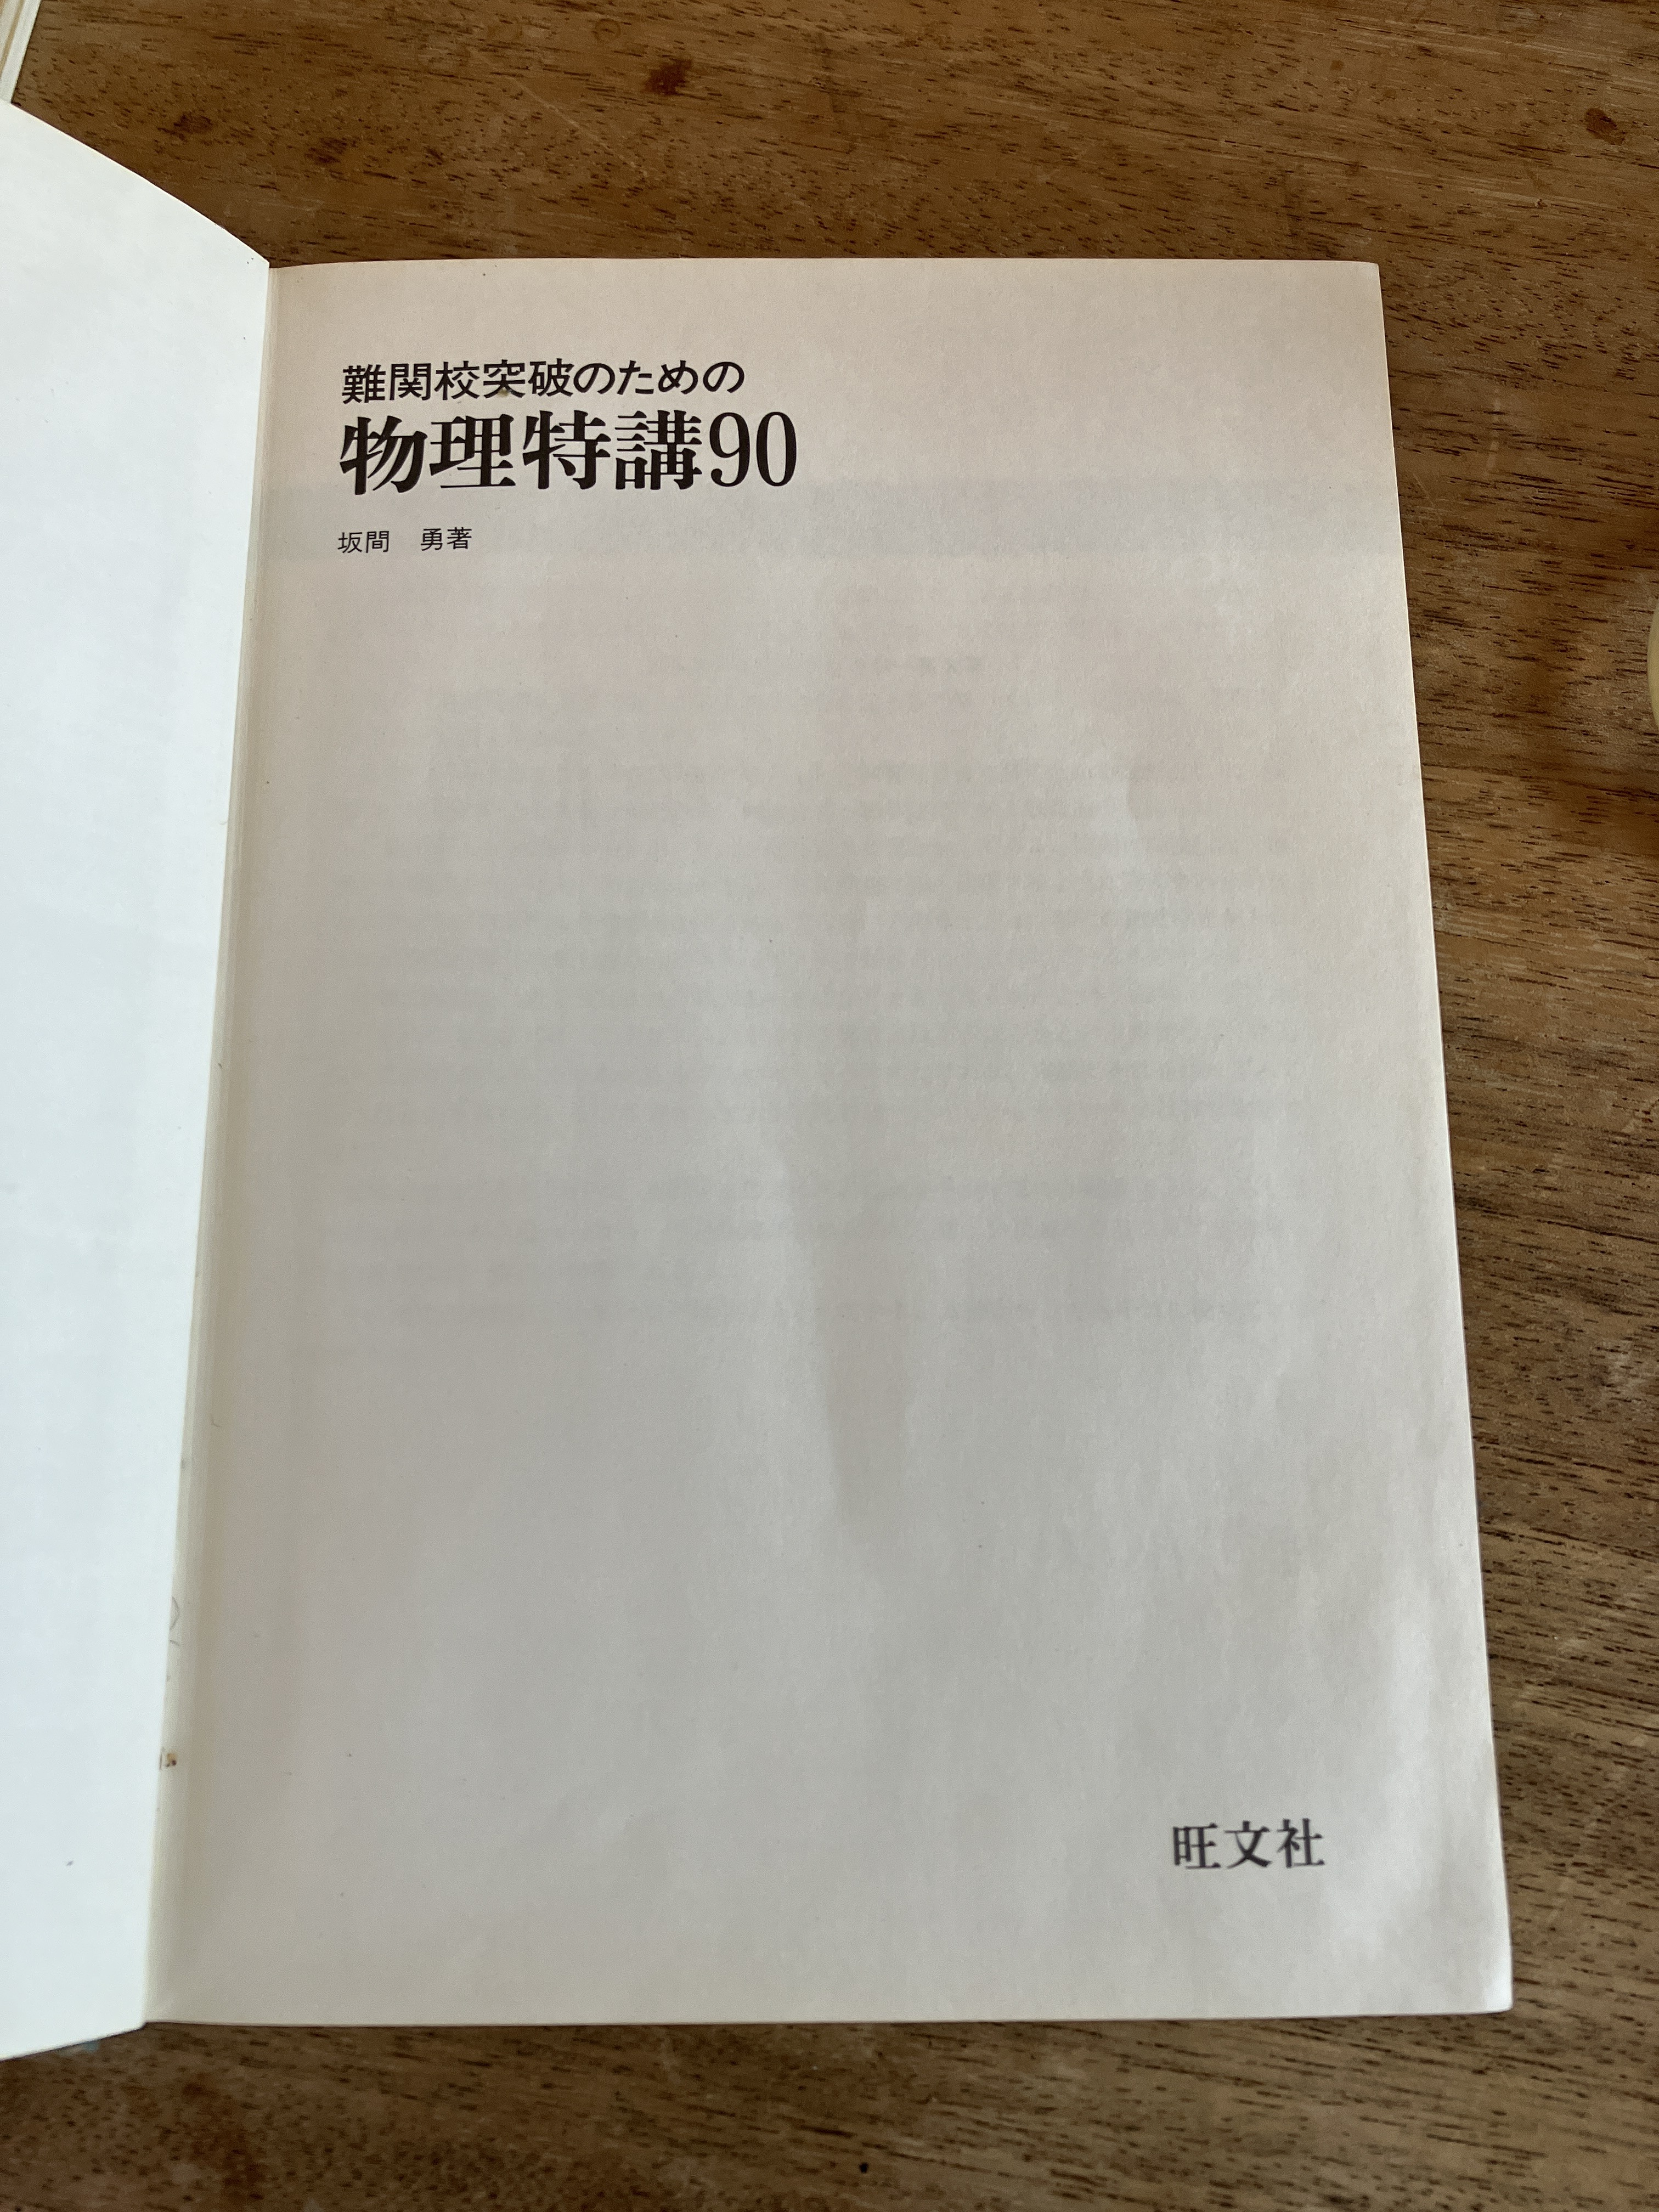 難関校突破のための
物理特講90
坂間　勇著
旺文社